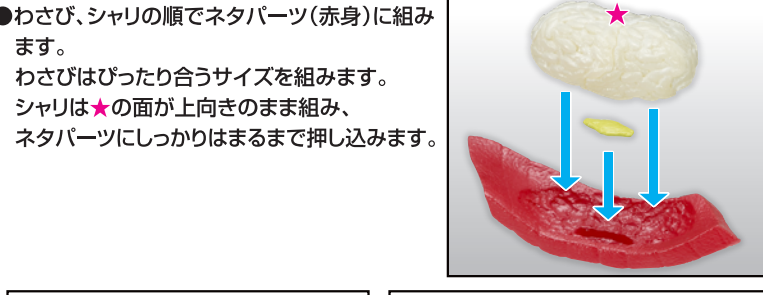 ●わさび、シャリの順でネタパーツ（赤身）に組み
ます。
わさびはぴったり合うサイズを組みます。
シャリは★の面が上向きのまま組み、
ネタパーツにしっかりはまるまで押し込みます。
★